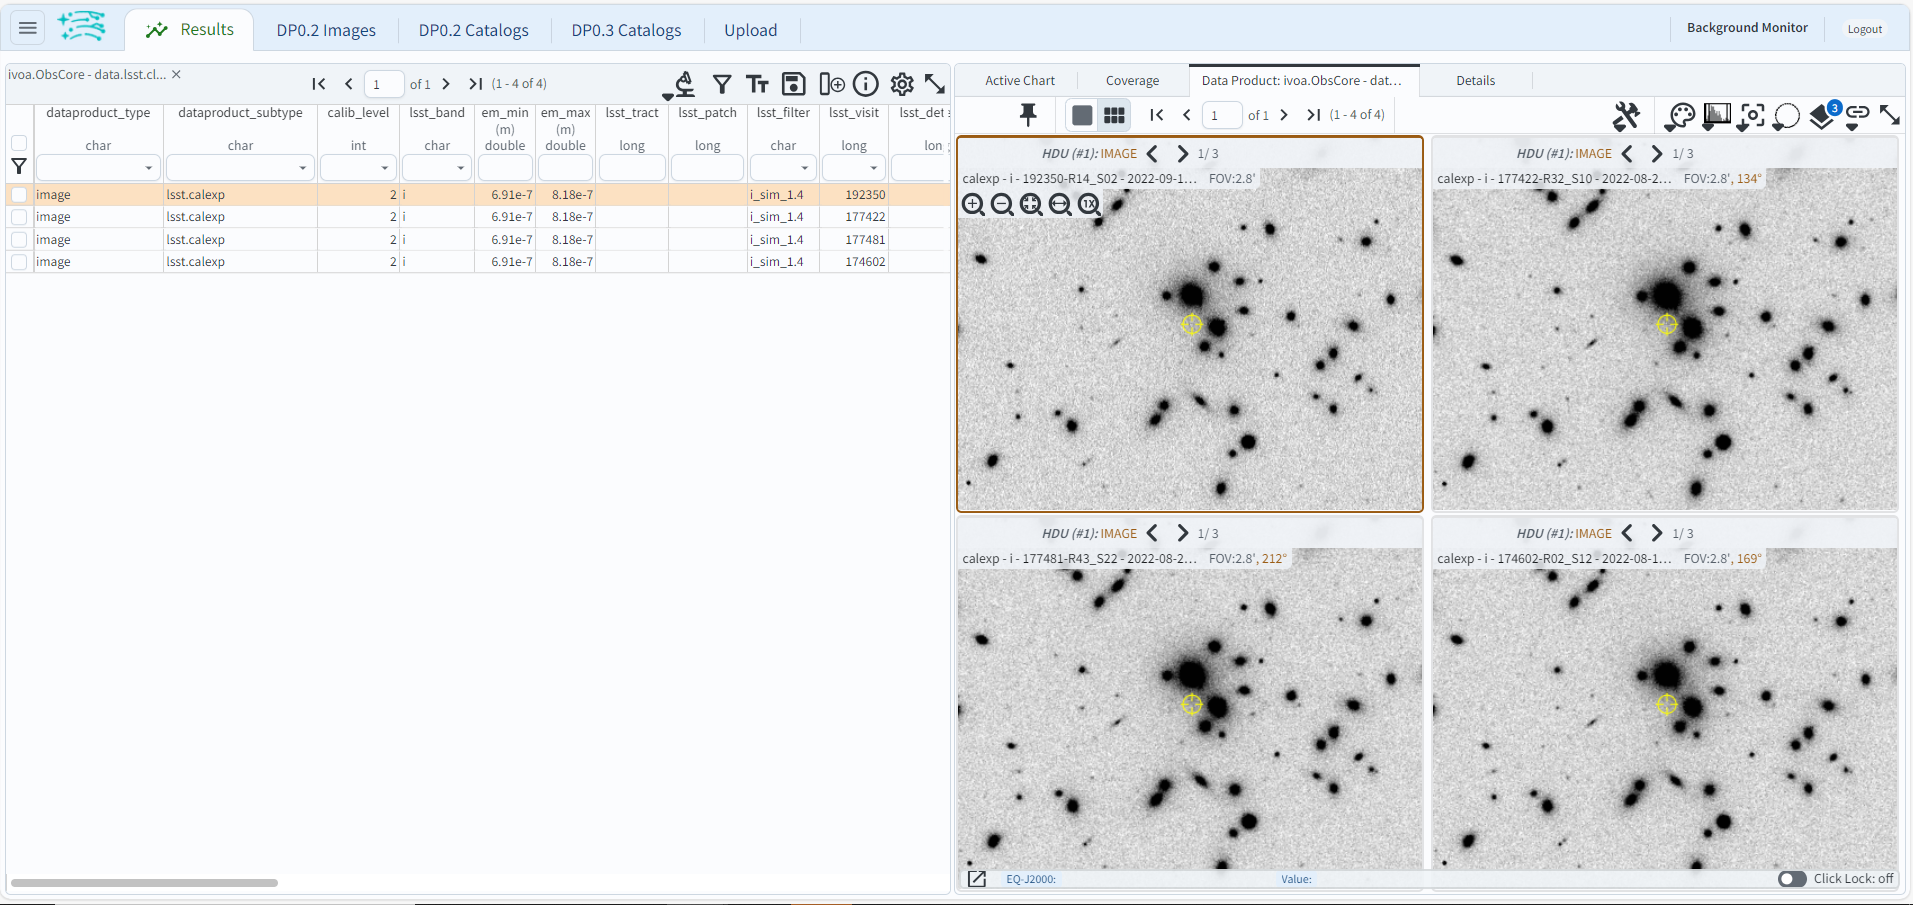 Results DP0.2 Images DP0.2 Catalogs DP0.3 Catalogs Upload Background Monitor Logout
ivoa.ObsCore - data.lsst.cl... ×
1 of 1 (1 - 4 of 4)
dataproduct_type dataproduct_subtype calib_level lsst_band em_min em_max lsst_tract lsst_patch lsst_filter lsst_visit lsst_det
(m) (m)
char char int char double double long long char long long
image lsst.calexp 2 i 6.91e-7 8.18e-7 i_sim_1.4 192350
image lsst.calexp 2 i 6.91e-7 8.18e-7 i_sim_1.4 177422
image lsst.calexp 2 i 6.91e-7 8.18e-7 i_sim_1.4 177481
image lsst.calexp 2 i 6.91e-7 8.18e-7 i_sim_1.4 174602
Active Chart Coverage Data Product: ivoa.ObsCore - dat... Details
1 of 1 (1 - 4 of 4) 3
HDU (#1): IMAGE 1/ 3
calexp - i - 192350-R14_S02 - 2022-09-1... FOV:2.8'
1X
HDU (#1): IMAGE 1/ 3
calexp - i - 177422-R32_S10 - 2022-08-2... FOV:2.8', 134°
HDU (#1): IMAGE 1/ 3
calexp - i - 177481-R43_S22 - 2022-08-2... FOV:2.8', 212°
HDU (#1): IMAGE 1/ 3
calexp - i - 174602-R02_S12 - 2022-08-1... FOV:2.8', 169°
EQ-J2000: Value: Click Lock: off